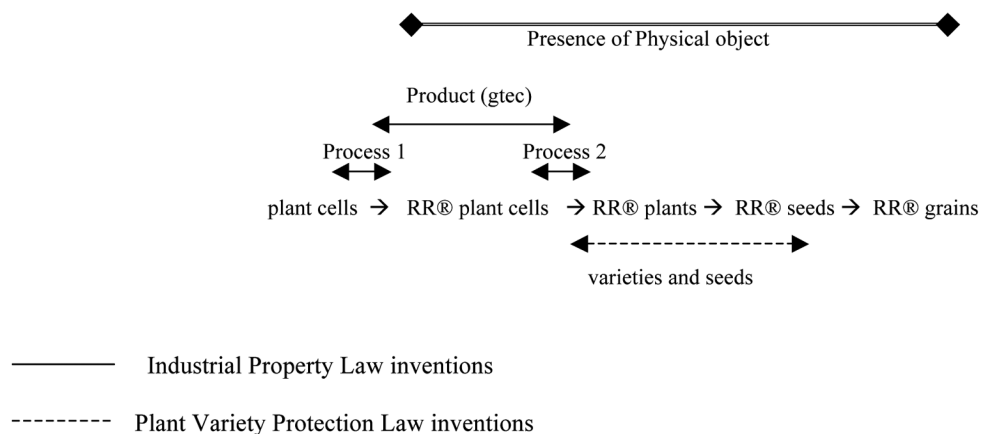 Presence of Physical object
Product (gtec)
Process 1 Process 2
plant cells → RR® plant cells → RR® plants → RR® seeds → RR® grains
varieties and seeds
Industrial Property Law inventions
Plant Variety Protection Law inventions